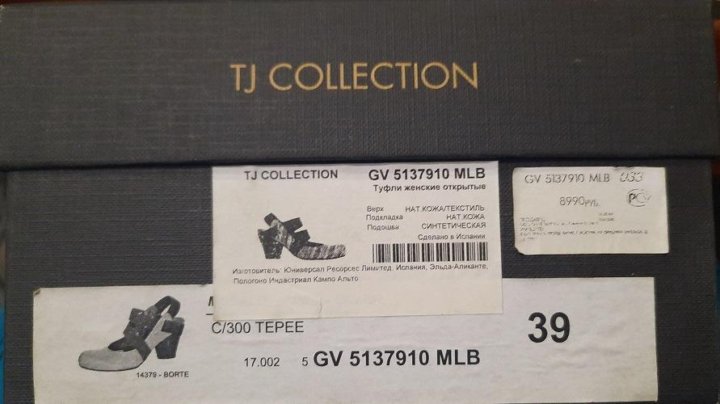 TJ COLLECTION
TJ COLLECTION GV 5137910 MLB
Туфли женские открытые
Верх НАТ.КОЖА/ТЕКСТИЛЬ
Подкладка НАТ.КОЖА
Подошва СИНТЕТИЧЕСКАЯ
Сделано в Испании
Изготовитель: Юниверсал Ресорсес Лимитед, Испания, Эльда-Аликанте,
Пологоно Индастриал Кампо Альто
GV 5137910 MLB
8990РУБ.
C/300 TEPEE
39
17.002 5 GV 5137910 MLB
14379 - BORTE